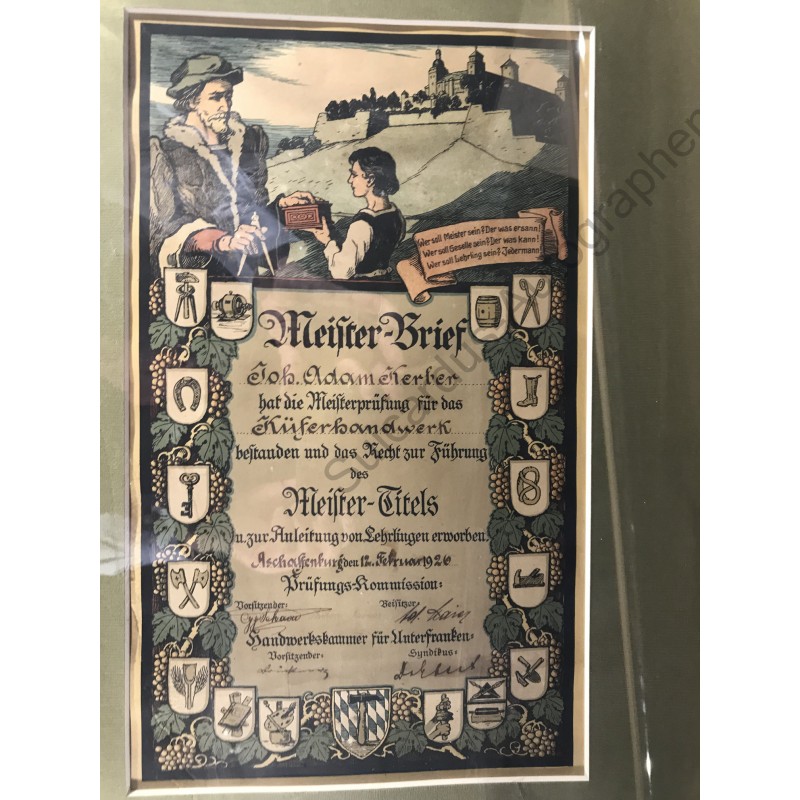 Wer soll Meister sein? Der was ersann!
Wer soll Geselle sein? Der was kann!
Wer soll Lehrling sein? Jedermann!
Meister-Brief
Joh. Adam Kerber
hat die Meisterprüfung für das
Küferhandwerk
bestanden und das Recht zur Führung
des
Meister-Titels
u. zur Anleitung von Lehrlingen erworben.
Aschaffenburg den 12. Februar 1926
Prüfungs-Kommission:
Vorsitzender: Beisitzer:
Handwerkskammer für Unterfranken:
Vorsitzender: Syndikus: